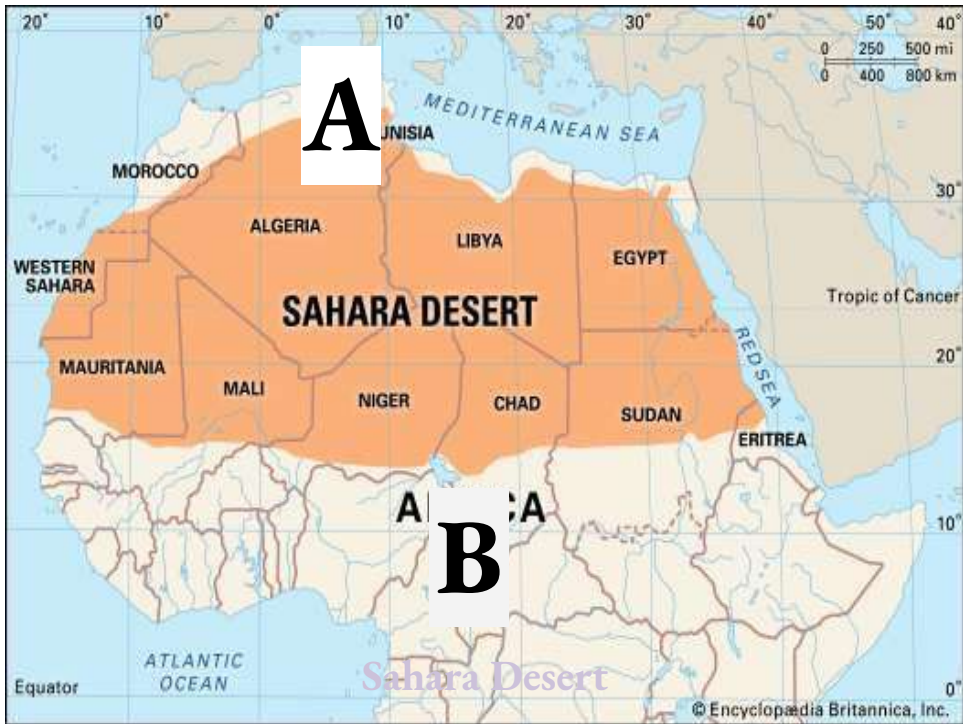 20° 10° 0° 10° 20° 30° 40° 50° 40°
0 250 500 mi
0 400 800 km
A
MEDITERRANEAN SEA
UNISIA
MOROCCO
30°
ALGERIA
LIBYA
EGYPT
WESTERN
SAHARA
Tropic of Cancer
SAHARA DESERT
RED SEA
20°
MAURITANIA
MALI
NIGER
CHAD
SUDAN
ERITREA
A CA
10°
B
ATLANTIC
OCEAN
Sahara Desert
Equator
0°
© Encyclopædia Britannica, Inc.